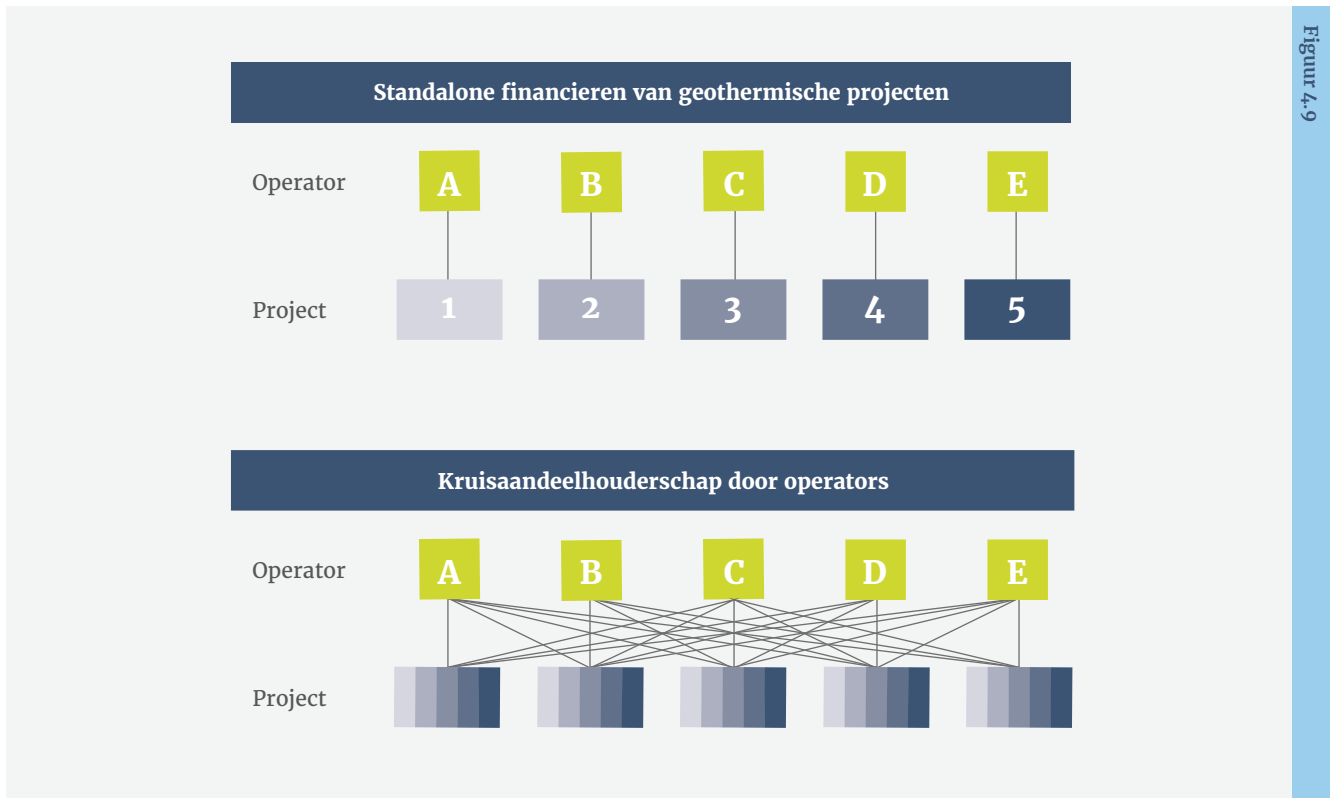 Figuur 4.9
Standalone financieren van geothermische projecten
Operator A B C D E
Project 1 2 3 4 5
Kruisaandeelhouderschap door operators
Operator A B C D E
Project